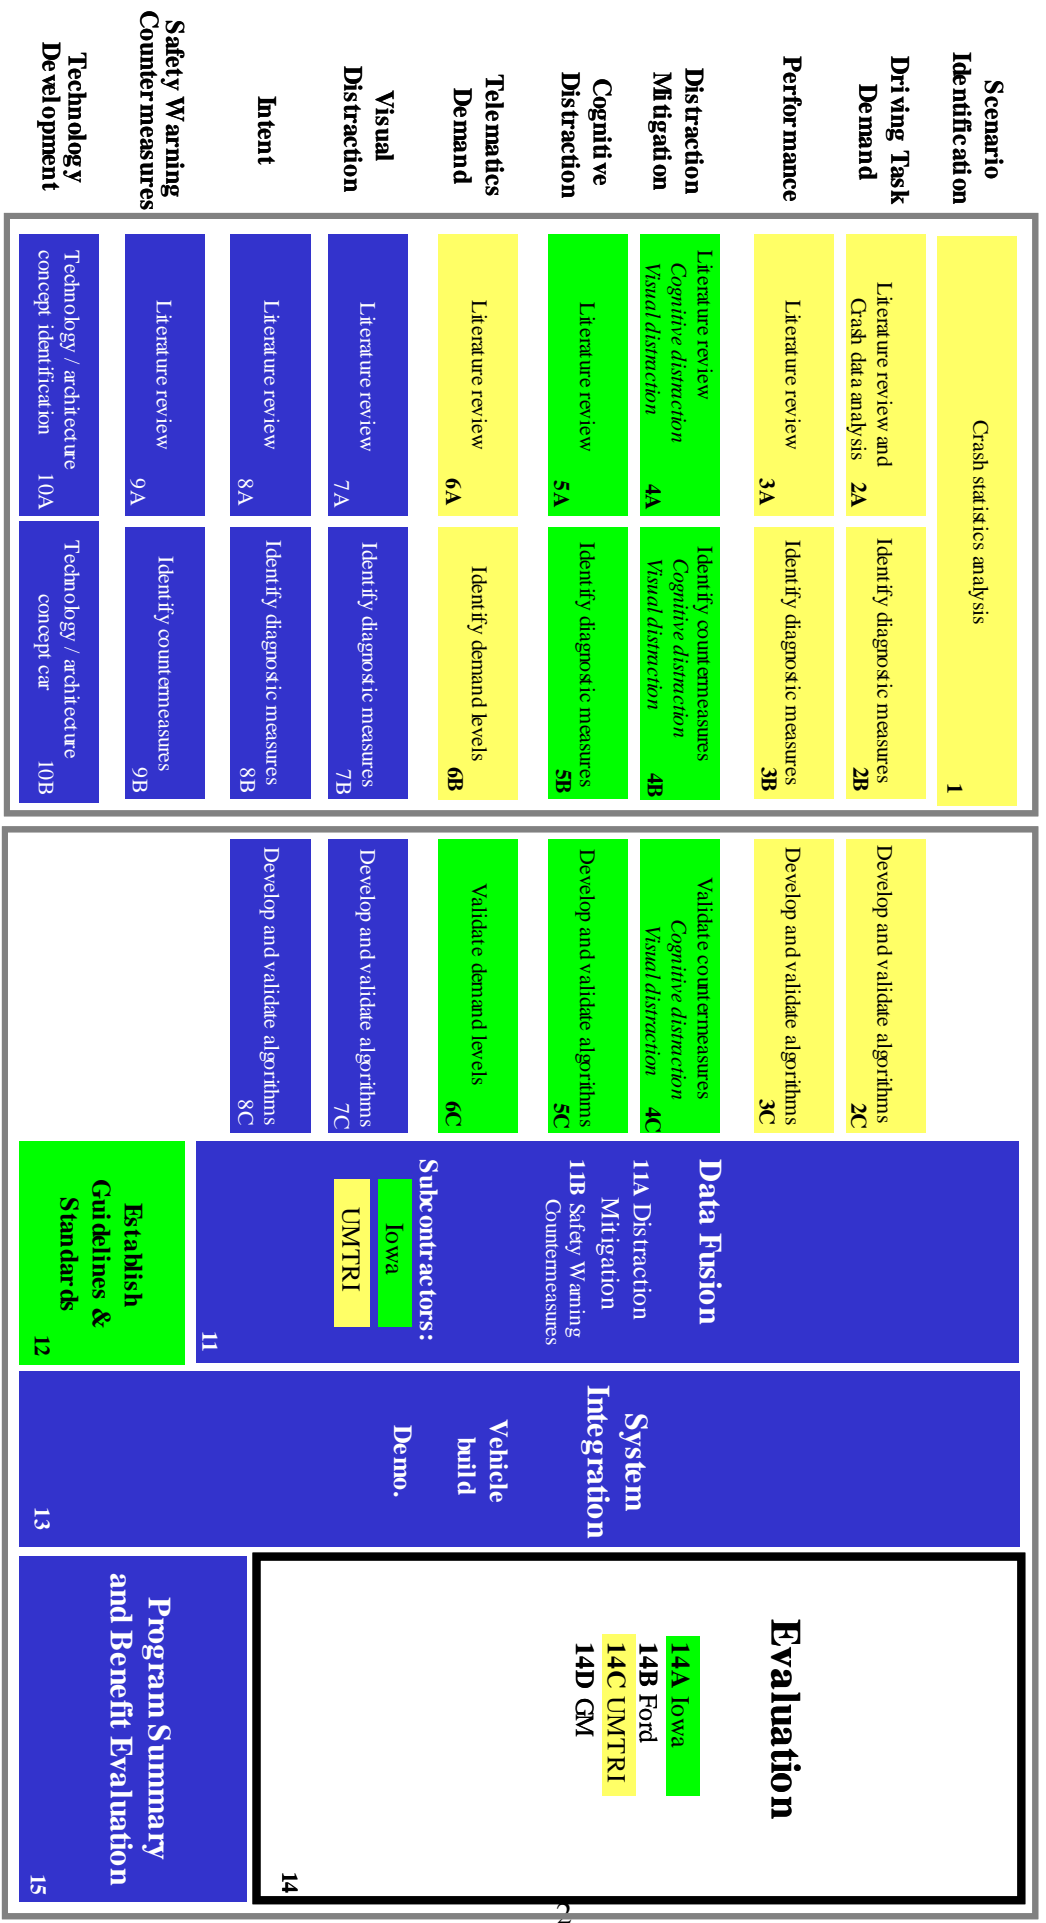 Scenario
Identification
Crash statistics analysis
1
Driving Task
Demand
Literature review and
Crash data analysis
2A
Identify diagnostic measures
2B
Develop and validate algorithms
2C
Performance
Literature review
3A
Identify diagnostic measures
3B
Develop and validate algorithms
3C
Distraction
Mitigation
Literature review
Cognitive distraction
Visual distraction
4A
Identify countermeasures
Cognitive distraction
Visual distraction
4B
Validate countermeasures
Cognitive distraction
Visual distraction
4C
Cognitive
Distraction
Literature review
5A
Identify diagnostic measures
5B
Develop and validate algorithms
5C
Telematics
Demand
Literature review
6A
Identify demand levels
6B
Validate demand levels
6C
Visual
Distraction
Literature review
7A
Identify diagnostic measures
7B
Develop and validate algorithms
7C
Intent
Literature review
8A
Identify diagnostic measures
8B
Develop and validate algorithms
8C
Safety Warning
Countermeasures
Literature review
9A
Identify countermeasures
9B
Technology
Development
Technology / architecture
concept identification
10A
Technology / architecture
concept car
10B
Data Fusion
11A Distraction
Mitigation
11B Safety Warning
Countermeasures
Subcontractors:
Iowa
UMTRI
11
Establish
Guidelines &
Standards
12
System
Integration
Vehicle
build
Demo.
13
Evaluation
14A Iowa
14B Ford
14C UMTRI
14D GM
14
Program Summary
and Benefit Evaluation
15
2